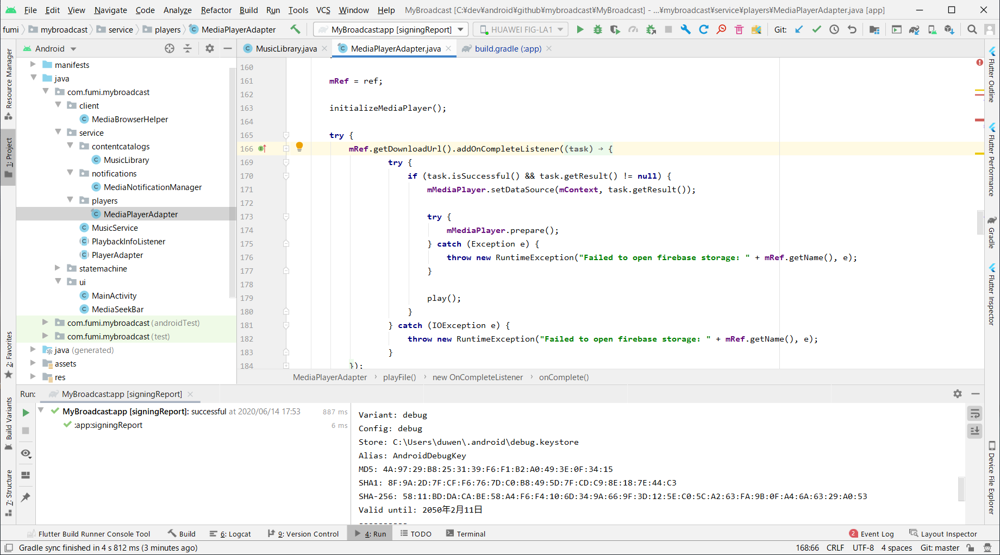 File Edit View Navigate Code Analyze Refactor Build Run Tools VCS Window Help MyBroadcast [C:¥dev¥android¥github¥mybroadcast¥MyBroadcast] - ...¥mybroadcast¥service¥players¥MediaPlayerAdapter.java [app]
fumi mybroadcast service players MediaPlayerAdapter MyBroadcast:app [signingReport] HUAWEI FIG-LA1 Git:
Android
MusicLibrary.java MediaPlayerAdapter.java build.gradle (:app)
Resource Manager
1: Project
2: Favorites
Build Variants
7: Structure
manifests
java
com.fumi.mybroadcast
client
MediaBrowserHelper
service
contentcatalogs
MusicLibrary
notifications
MediaNotificationManager
players
MediaPlayerAdapter
MusicService
PlaybackInfoListener
PlayerAdapter
statemachine
ui
MainActivity
MediaSeekBar
com.fumi.mybroadcast (androidTest)
com.fumi.mybroadcast (test)
java (generated)
assets
res
160
161 mRef = ref;
162
163 initializeMediaPlayer();
164
165 try {
166 mRef.getDownloadUrl().addOnCompleteListener((task) → {
169 try {
170 if (task.isSuccessful() && task.getResult() != null) {
171 mMediaPlayer.setDataSource(mContext, task.getResult());
172
173 try {
174 mMediaPlayer.prepare();
175 } catch (Exception e) {
176 throw new RuntimeException("Failed to open firebase storage: " + mRef.getName(), e);
177 }
178
179 play();
180 }
181 } catch (IOException e) {
182 throw new RuntimeException("Failed to open firebase storage: " + mRef.getName(), e);
183 }
184 });
MediaPlayerAdapter › playFile() › new OnCompleteListener › onComplete()
Flutter Outline
Flutter Performance
Gradle
Flutter Inspector
Device File Explorer
Run: MyBroadcast:app [signingReport]
MyBroadcast:app [signingReport]: successful at 2020/06/14 17:53 887 ms
:app:signingReport 6 ms
Variant: debug
Config: debug
Store: C:\Users\duwen\.android\debug.keystore
Alias: AndroidDebugKey
MD5: 4A:97:29:B8:25:31:39:F6:F1:B2:A0:49:3E:0F:34:15
SHA1: 8F:9A:2D:7F:CF:F6:76:7D:C0:B8:49:5D:7F:CD:C9:8E:18:7E:44:C3
SHA-256: 58:11:BD:DA:CA:BE:58:A4:F6:F4:10:6D:34:9A:66:9F:3D:12:5E:C0:5C:A2:63:FA:9B:0F:A4:6A:63:29:A0:53
Valid until: 2050年2月11日
----------
Flutter Build Runner Console Tool Build 6: Logcat 9: Version Control 4: Run TODO Terminal 2 Event Log Layout Inspector
Gradle sync finished in 4 s 812 ms (3 minutes ago) 168:66 CRLF UTF-8 4 spaces Git: master